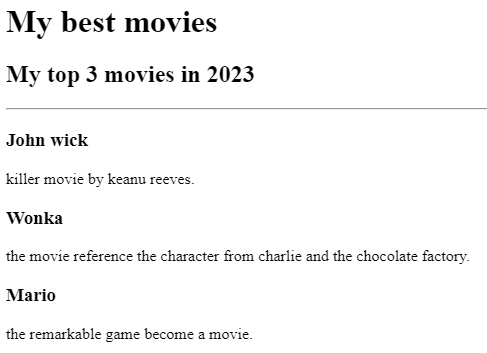 My best movies
My top 3 movies in 2023
John wick
killer movie by keanu reeves.
Wonka
the movie reference the character from charlie and the chocolate factory.
Mario
the remarkable game become a movie.